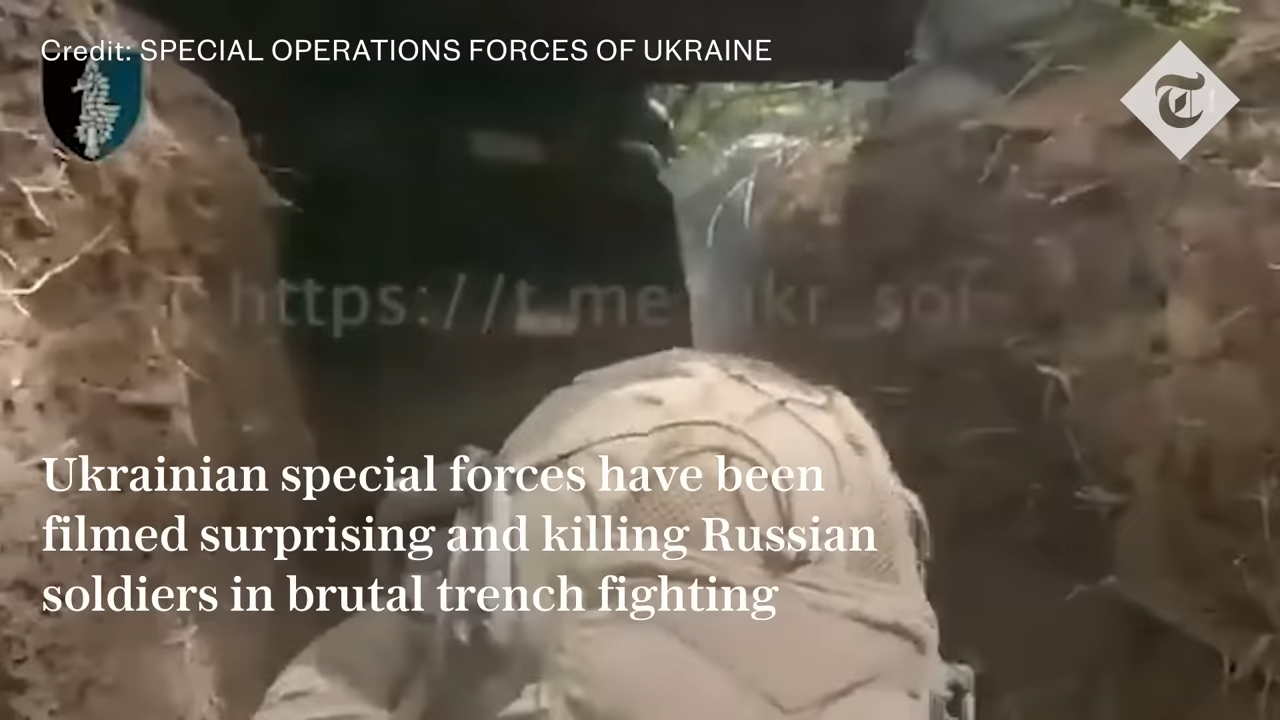 Credit: SPECIAL OPERATIONS FORCES OF UKRAINE
T
https://t.me
Ukrainian special forces have been
filmed surprising and killing Russian
soldiers in brutal trench fighting